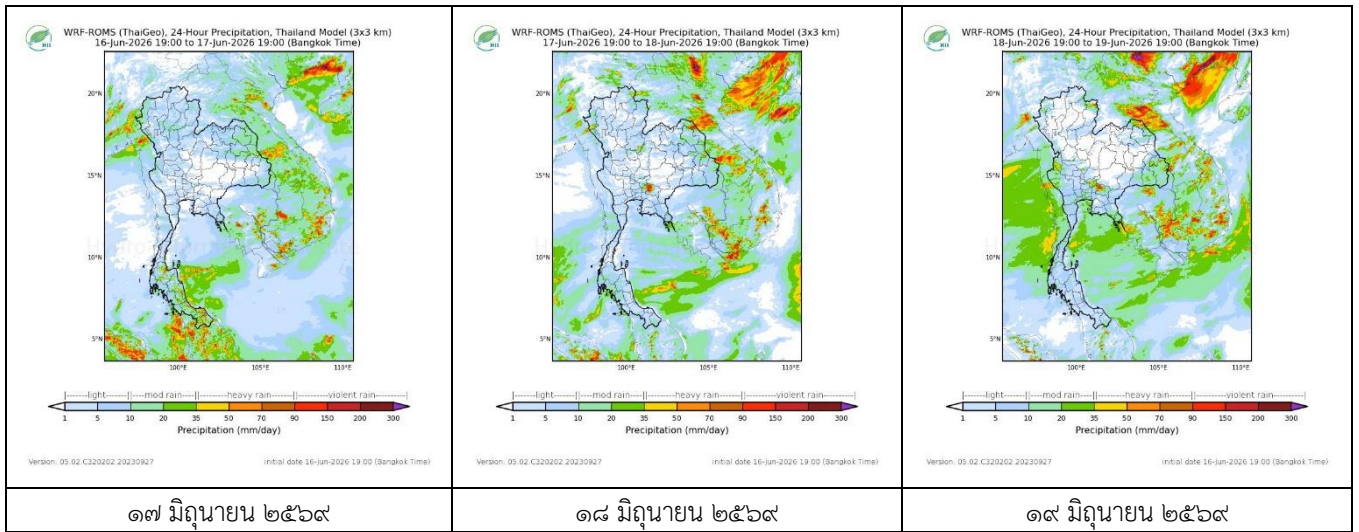 HII
WRF-ROMS (ThaiGeo), 24-Hour Precipitation, Thailand Model (3x3 km)
16-Jun-2026 19:00 to 17-Jun-2026 19:00 (Bangkok Time)
20°N
15°N
10°N
5°N
100°E 105°E 110°E
light mod rain heavy rain violent rain
1 5 10 20 35 50 70 90 150 200 300
Precipitation (mm/day)
Version: 05.02.C320202.20230927 initial date 16-Jun-2026 19:00 (Bangkok Time)
๑๗ มิถุนายน ๒๕๖๙
HII
WRF-ROMS (ThaiGeo), 24-Hour Precipitation, Thailand Model (3x3 km)
17-Jun-2026 19:00 to 18-Jun-2026 19:00 (Bangkok Time)
20°N
15°N
10°N
5°N
100°E 105°E 110°E
light mod rain heavy rain violent rain
1 5 10 20 35 50 70 90 150 200 300
Precipitation (mm/day)
Version: 05.02.C320202.20230927 initial date 16-Jun-2026 19:00 (Bangkok Time)
๑๘ มิถุนายน ๒๕๖๙
HII
WRF-ROMS (ThaiGeo), 24-Hour Precipitation, Thailand Model (3x3 km)
18-Jun-2026 19:00 to 19-Jun-2026 19:00 (Bangkok Time)
20°N
15°N
10°N
5°N
100°E 105°E 110°E
light mod rain heavy rain violent rain
1 5 10 20 35 50 70 90 150 200 300
Precipitation (mm/day)
Version: 05.02.C320202.20230927 initial date 16-Jun-2026 19:00 (Bangkok Time)
๑๙ มิถุนายน ๒๕๖๙